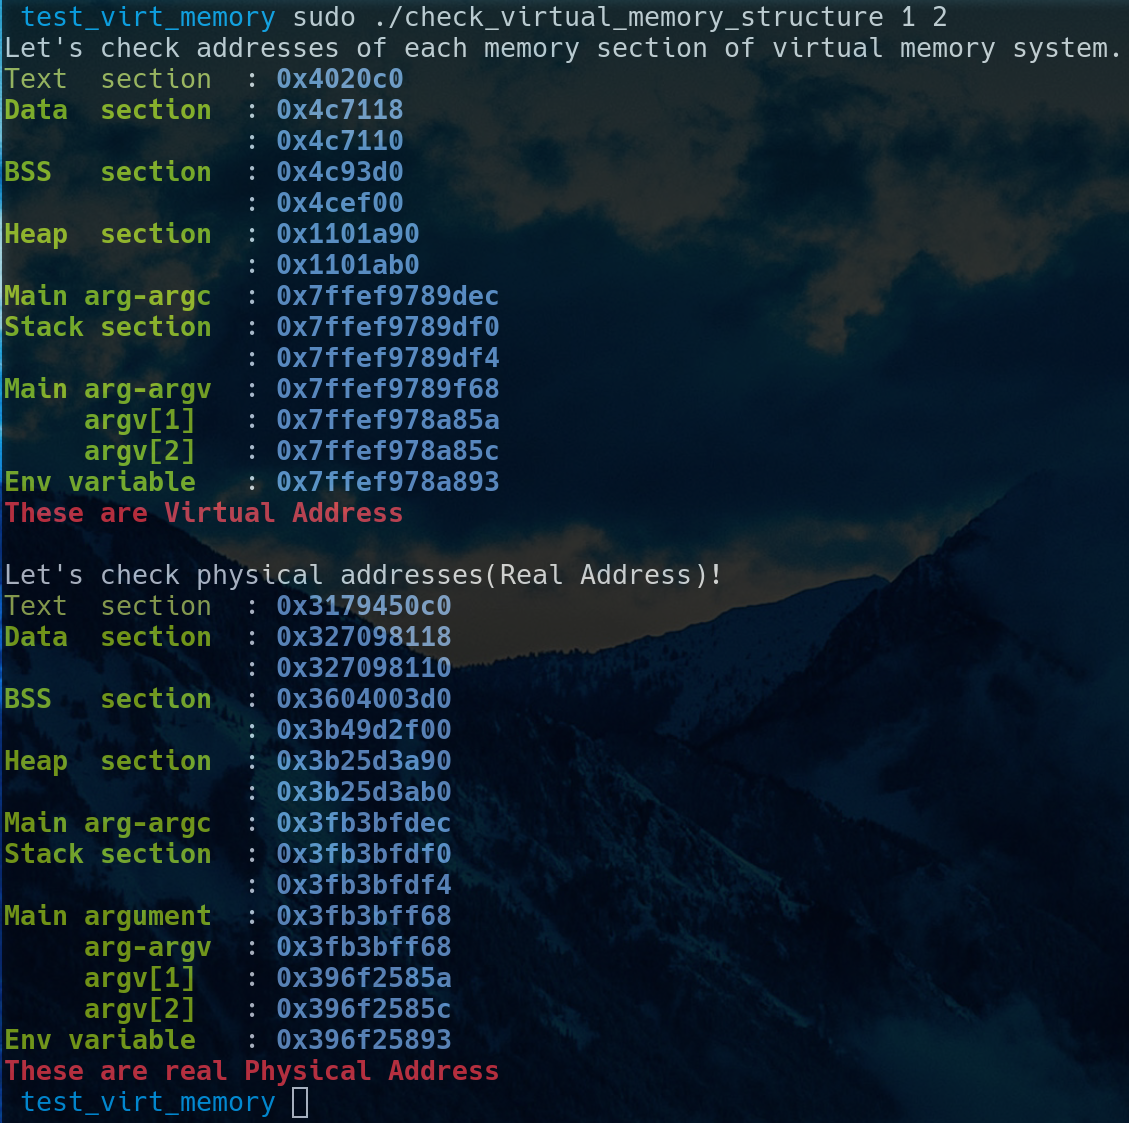 test_virt_memory sudo ./check_virtual_memory_structure 1 2
Let's check addresses of each memory section of virtual memory system.
Text  section  : 0x4020c0
Data  section  : 0x4c7118
               : 0x4c7110
BSS   section  : 0x4c93d0
               : 0x4cef00
Heap  section  : 0x1101a90
               : 0x1101ab0
Main arg-argc  : 0x7ffef9789dec
Stack section  : 0x7ffef9789df0
               : 0x7ffef9789df4
Main arg-argv  : 0x7ffef9789f68
     argv[1]   : 0x7ffef978a85a
     argv[2]   : 0x7ffef978a85c
Env variable   : 0x7ffef978a893
These are Virtual Address
Let's check physical addresses(Real Address)!
Text  section  : 0x3179450c0
Data  section  : 0x327098118
               : 0x327098110
BSS   section  : 0x3604003d0
               : 0x3b49d2f00
Heap  section  : 0x3b25d3a90
               : 0x3b25d3ab0
Main arg-argc  : 0x3fb3bfdec
Stack section  : 0x3fb3bfdf0
               : 0x3fb3bfdf4
Main argument  : 0x3fb3bff68
     arg-argv  : 0x3fb3bff68
     argv[1]   : 0x396f2585a
     argv[2]   : 0x396f2585c
Env variable   : 0x396f25893
These are real Physical Address
test_virt_memory